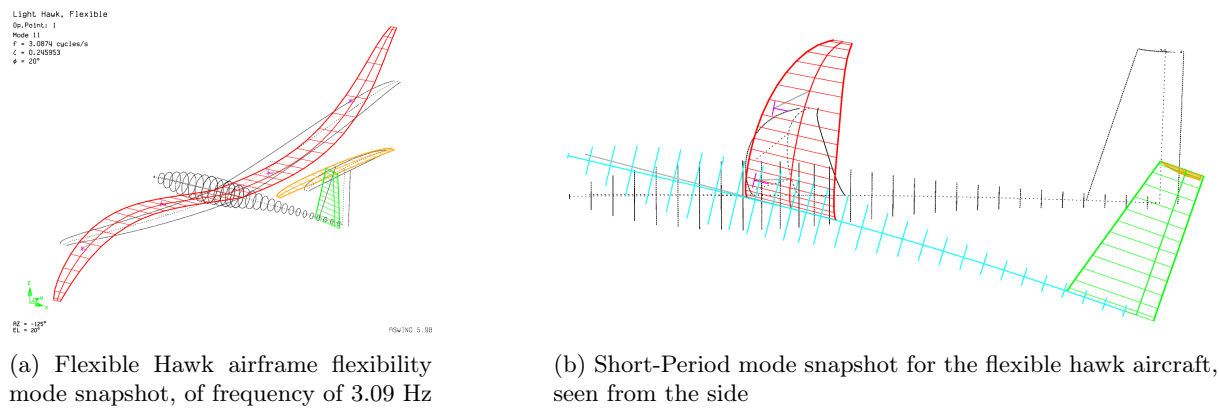 Light Hawk, Flexible
Op.Point: 1
Mode 11
f = 3.0874 cycles/s
ζ = 0.245953
φ = 20°
AZ = -125°
EL = 20°
ASWING 5.98
(a) Flexible Hawk airframe flexibility
mode snapshot, of frequency of 3.09 Hz
(b) Short-Period mode snapshot for the flexible hawk aircraft,
seen from the side